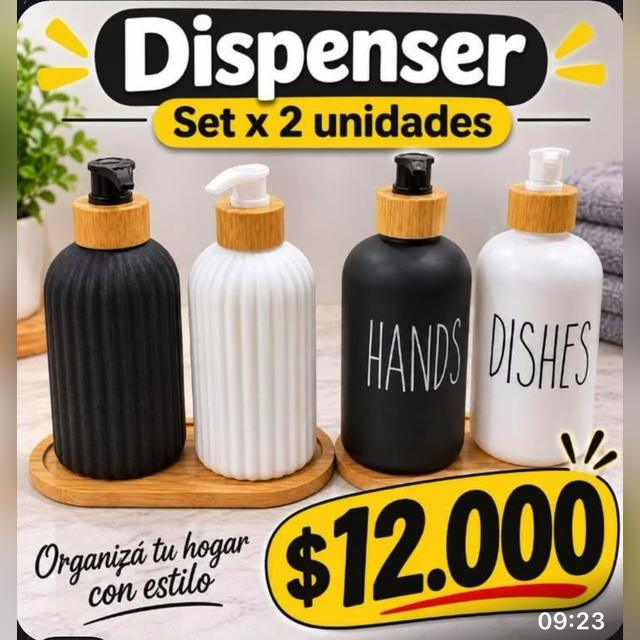 Dispenser
Set x 2 unidades
HANDS
DISHES
Organizá tu hogar
con estilo
$12.000
09:23